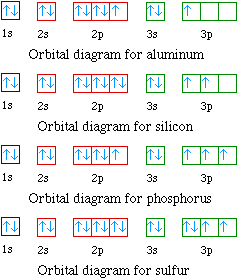 1s 2s 2p 3s 3p
Orbital diagram for aluminum
1s 2s 2p 3s 3p
Orbital diagram for silicon
1s 2s 2p 3s 3p
Orbital diagram for phosphorus
1s 2s 2p 3s 3p
Orbital diagram for sulfur